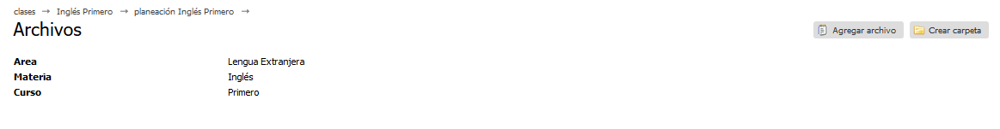 clases → Inglés Primero → planeación Inglés Primero →
Archivos
Agregar archivo
Crear carpeta
Area Lengua Extranjera
Materia Inglés
Curso Primero